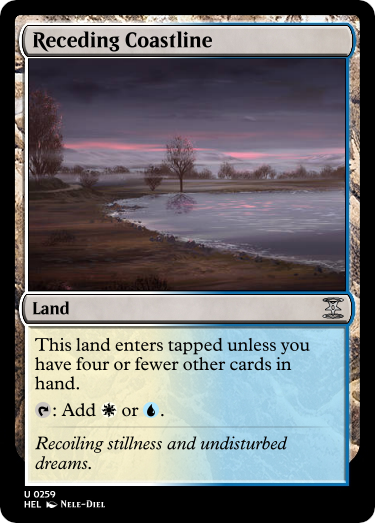 Receding Coastline
Land
This land enters tapped unless you
have four or fewer other cards in
hand.
: Add or .
Recoiling stillness and undisturbed
dreams.
U 0259
HEL Nele-Diel